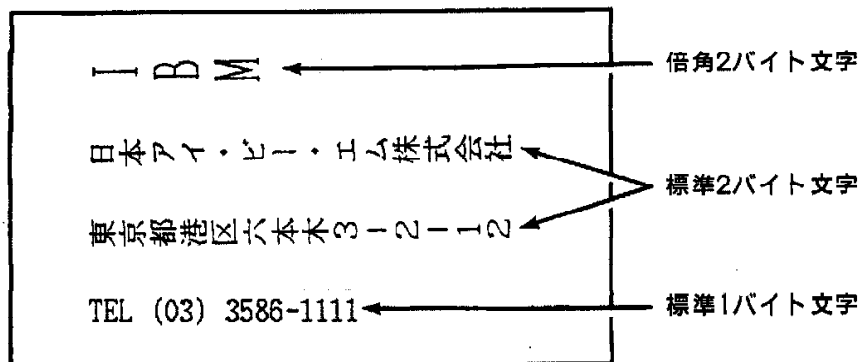 ＩＢＭ
倍角2バイト文字
日本アイ・ビー・エム株式会社
標準2バイト文字
東京都港区六本木３－２－１２
TEL (03) 3586-1111
標準1バイト文字